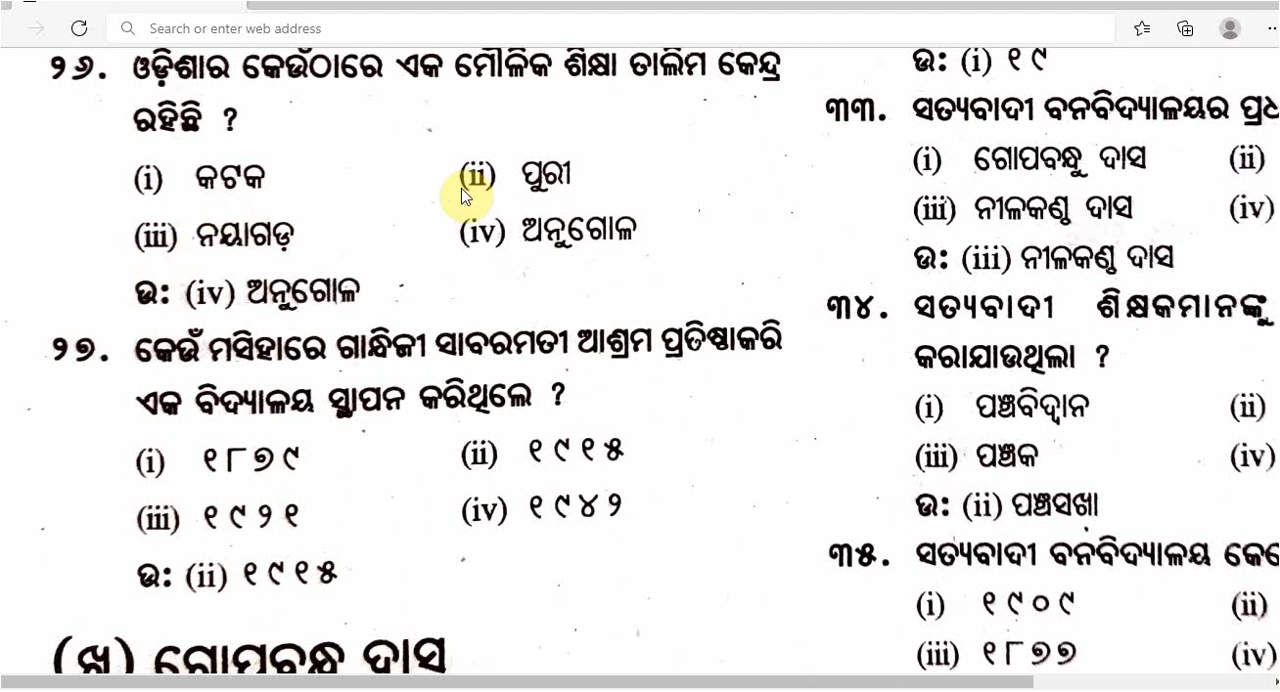 Search or enter web address
୨୬. ଓଡ଼ିଶାର କେଉଁଠାରେ ଏକ ମୌଳିକ ଶିକ୍ଷା ତାଲିମ କେନ୍ଦ୍ର
ରହିଛି ?
(i) କଟକ (ii) ପୁରୀ
(iii) ନୟାଗଡ଼ (iv) ଅନୁଗୋଳ
ଉ: (iv) ଅନୁଗୋଳ
୨୭. କେଉଁ ମସିହାରେ ଗାନ୍ଧିଜୀ ସାବରମତୀ ଆଶ୍ରମ ପ୍ରତିଷ୍ଠାକରି
ଏକ ବିଦ୍ୟାଳୟ ସ୍ଥାପନ କରିଥିଲେ ?
(i) ୧୮୭୯ (ii) ୧୯୧୫
(iii) ୧୯୨୧ (iv) ୧୯୪୨
ଉ: (ii) ୧୯୧୫
(ଖ) ଗୋପବନ୍ଧୁ ଦାସ
ଉ: (i) ୧୯
୩୩. ସତ୍ୟବାଦୀ ବନବିଦ୍ୟାଳୟର
(i) ଗୋପବନ୍ଧୁ ଦାସ (ii)
(iii) ନୀଳକଣ୍ଠ ଦାସ (iv)
ଉ: (iii) ନୀଳକଣ୍ଠ ଦାସ
୩୪. ସତ୍ୟବାଦୀ ଶିକ୍ଷକମାନଙ୍କୁ
କରାଯାଉଥିଲା ?
(i) ପଞ୍ଚବିଦ୍ୱାନ (ii)
(iii) ପଞ୍ଚକ (iv)
ଉ: (ii) ପଞ୍ଚସଖା
୩୫. ସତ୍ୟବାଦୀ ବନବିଦ୍ୟାଳୟ
(i) ୧୯୦୯ (ii)
(iii) ୧୮୭୭ (iv)